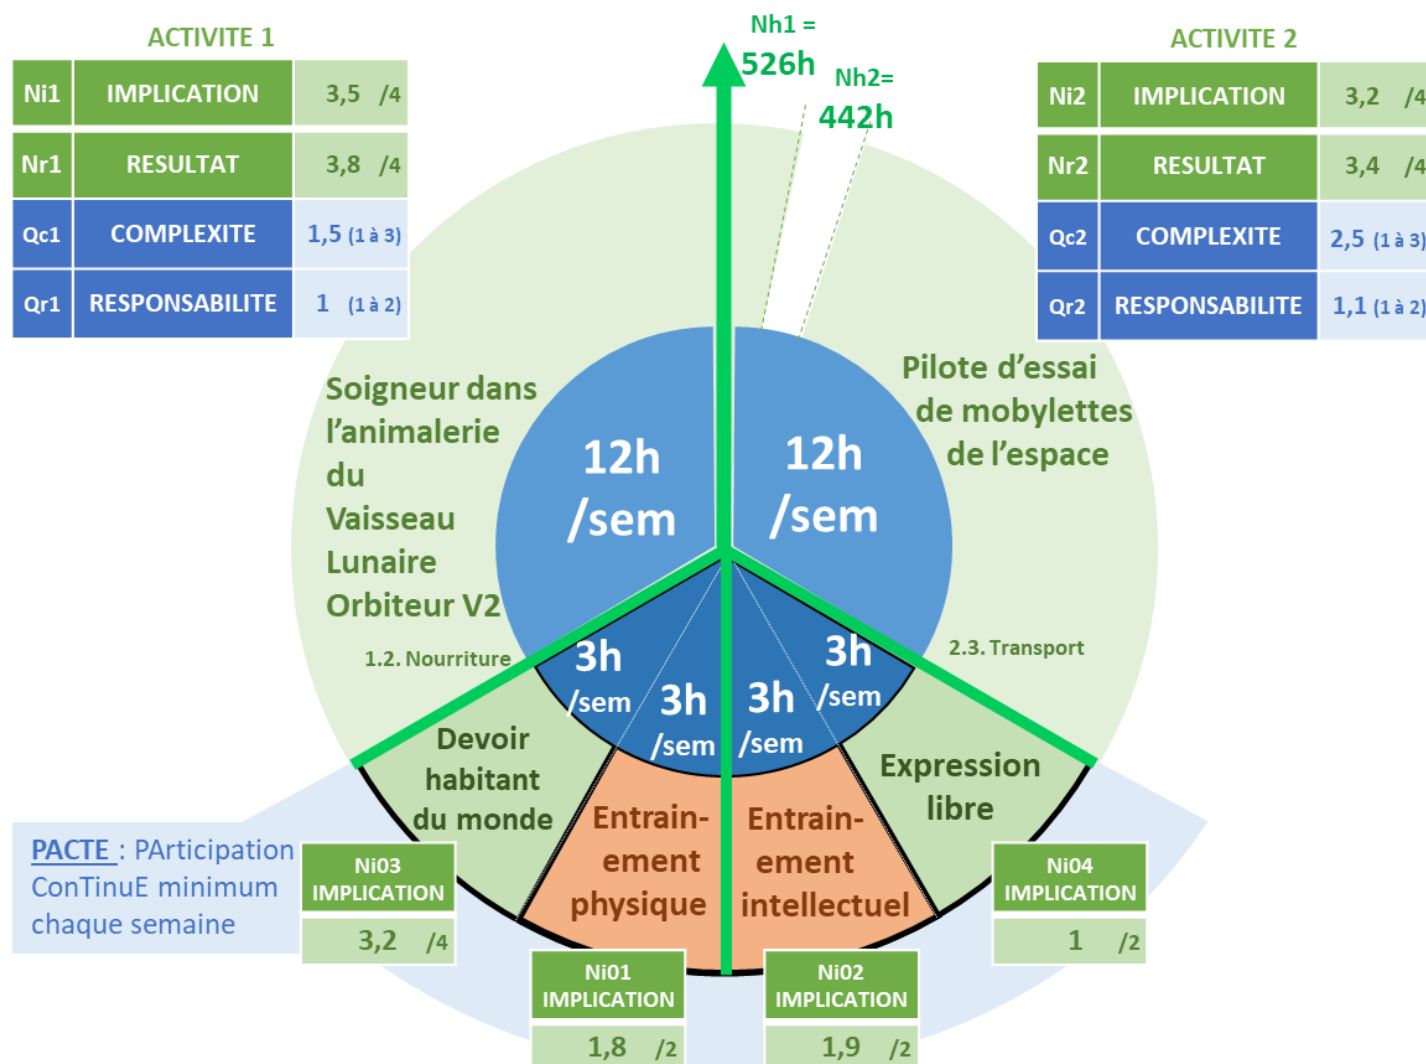 ACTIVITE 1
Ni1 IMPLICATION 3,5 /4
Nr1 RESULTAT 3,8 /4
Qc1 COMPLEXITE 1,5 (1 à 3)
Qr1 RESPONSABILITE 1 (1 à 2)
Nh1 =
526h
Nh2=
442h
ACTIVITE 2
Ni2 IMPLICATION 3,2 /4
Nr2 RESULTAT 3,4 /4
Qc2 COMPLEXITE 2,5 (1 à 3)
Qr2 RESPONSABILITE 1,1 (1 à 2)
Soigneur dans
l’animalerie
du
Vaisseau
Lunaire
Orbiteur V2
1.2. Nourriture
12h
/sem
12h
/sem
Pilote d’essai
de mobylettes
de l’espace
2.3. Transport
3h
/sem
3h
/sem
3h
/sem
3h
/sem
Devoir
habitant
du monde
Entrain-
ement
physique
Entrain-
ement
intellectuel
Expression
libre
PACTE : PArticipation
ConTinuE minimum
chaque semaine
Ni03
IMPLICATION
3,2 /4
Ni01
IMPLICATION
1,8 /2
Ni02
IMPLICATION
1,9 /2
Ni04
IMPLICATION
1 /2